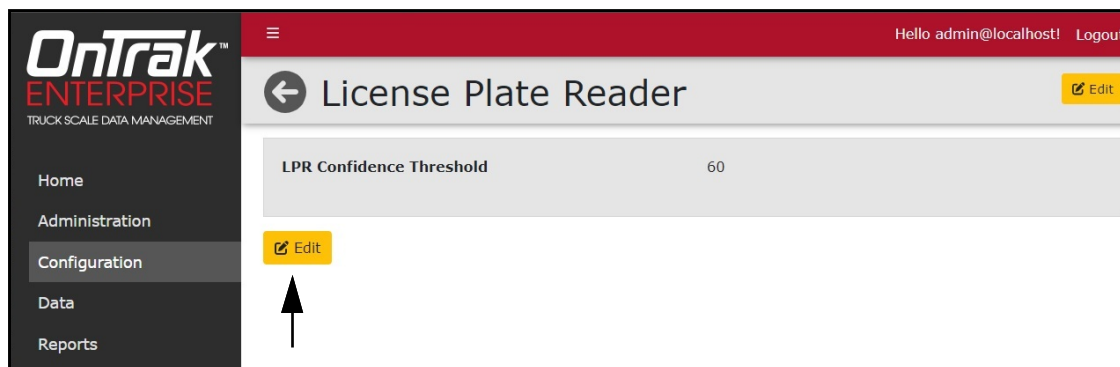 OnTrak™
ENTERPRISE
TRUCK SCALE DATA MANAGEMENT
Hello admin@localhost! Logout
License Plate Reader
Edit
LPR Confidence Threshold 60
Edit
Home
Administration
Configuration
Data
Reports